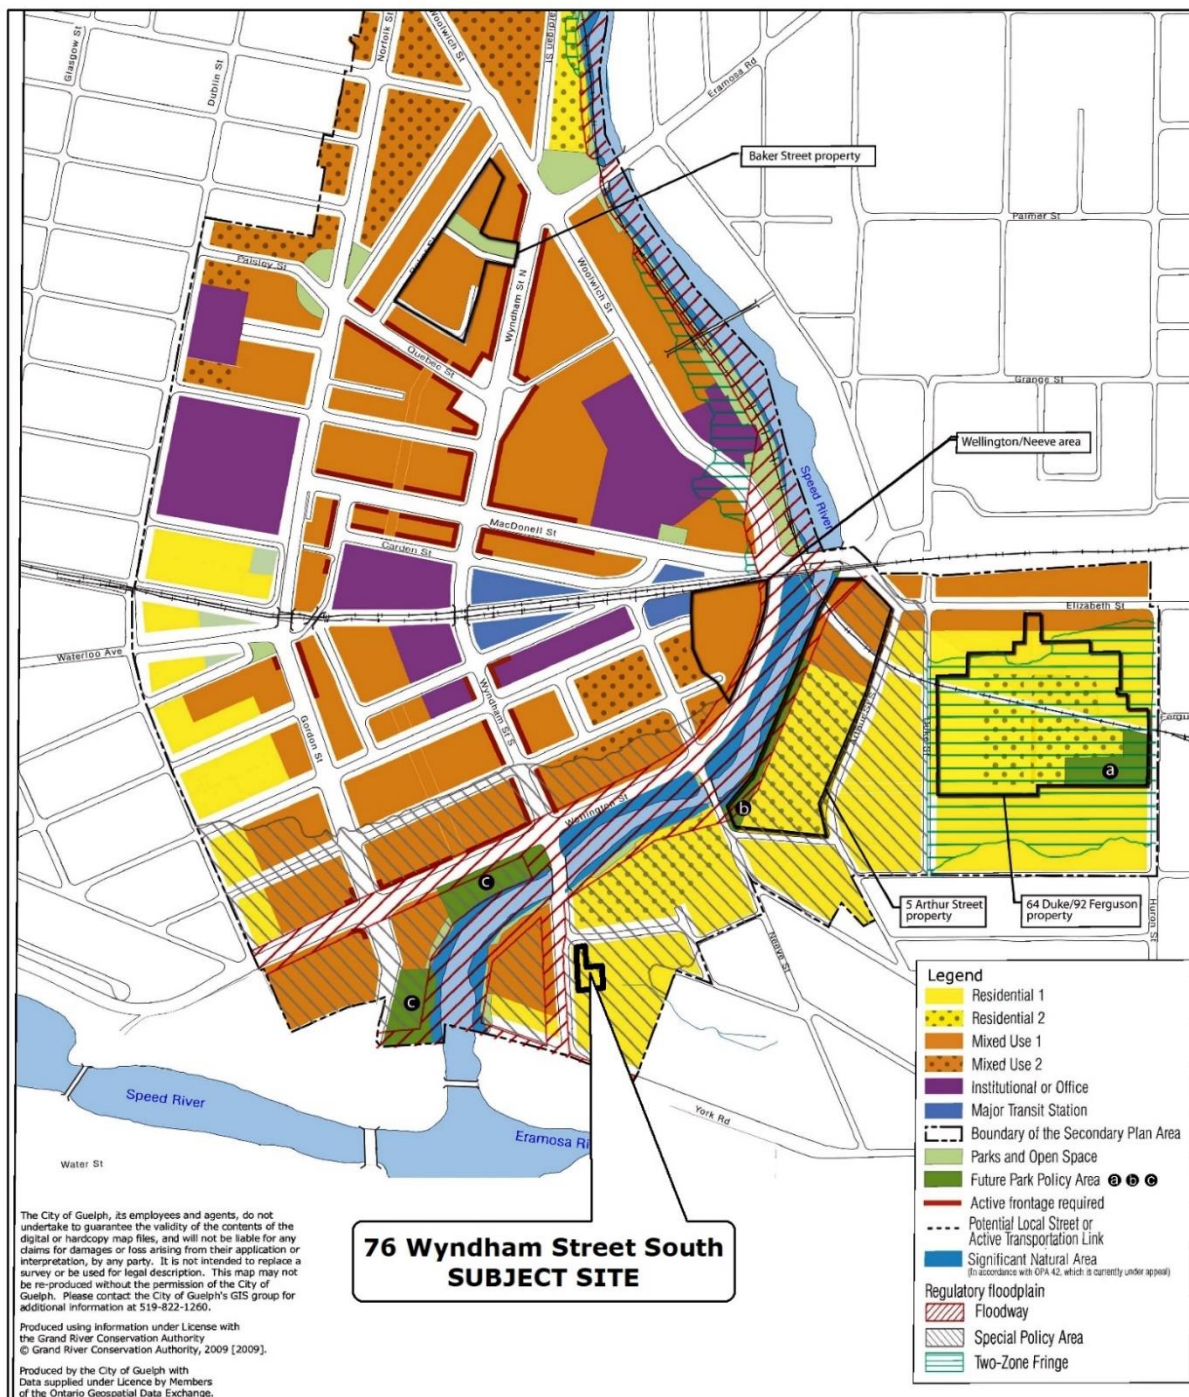 Glasgow St
Dublin St
Norfolk St
Woolwich St
Eramosa Rd
Baker Street property
Palmer St
Paisley St
Woolwich St
Wyndham St N
Quebec St
Grange St
Wellington/Neeve area
Speed River
MacDonell St
Carden St
Elizabeth St
Waterloo Ave
Gordon St
Wyndham St S
a
b
c
c
5 Arthur Street
property
64 Duke/92 Ferguson
property
Huron St
Neeve St
York Rd
Speed River
Eramosa Ri
Water St
Legend
Residential 1
Residential 2
Mixed Use 1
Mixed Use 2
Institutional or Office
Major Transit Station
Boundary of the Secondary Plan Area
Parks and Open Space
Future Park Policy Area a b c
Active frontage required
Potential Local Street or
Active Transportation Link
Significant Natural Area
(In accordance with OPA 42, which is currently under appeal)
Regulatory floodplain
Floodway
Special Policy Area
Two-Zone Fringe
76 Wyndham Street South
SUBJECT SITE
The City of Guelph, its employees and agents, do not
undertake to guarantee the validity of the contents of the
digital or hardcopy map files, and will not be liable for any
claims for damages or loss arising from their application or
interpretation, by any party. It is not intended to replace a
survey or be used for legal description. This map may not
be re-produced without the permission of the City of
Guelph. Please contact the City of Guelph's GIS group for
additional information at 519-822-1260.
Produced using information under License with
the Grand River Conservation Authority
© Grand River Conservation Authority, 2009 [2009].
Produced by the City of Guelph with
Data supplied under Licence by Members
of the Ontario Geospatial Data Exchange.